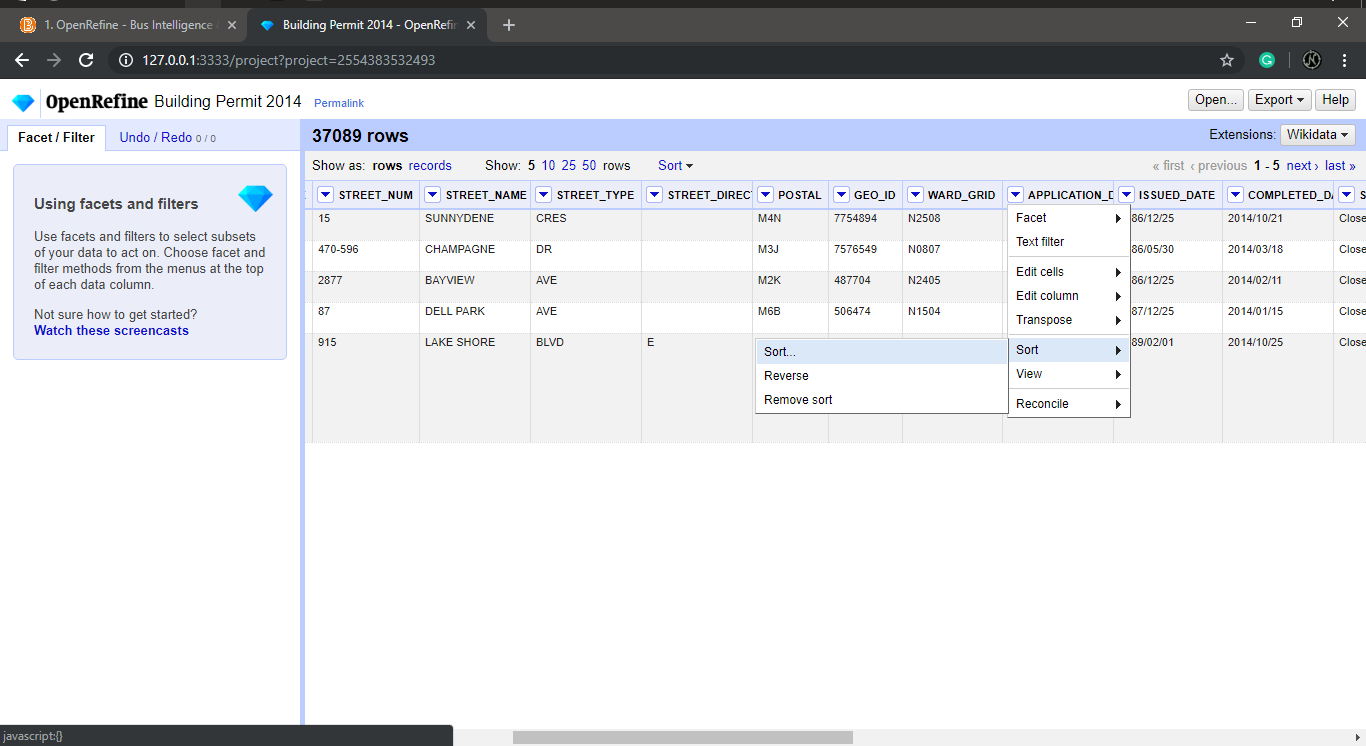 1. OpenRefine - Bus Intelligence
Building Permit 2014 - OpenRefin
127.0.0.1:3333/project?project=2554383532493
OpenRefine Building Permit 2014 Permalink
Open... Export Help
Facet / Filter Undo / Redo 0 / 0
37089 rows
Extensions: Wikidata
Show as: rows records Show: 5 10 25 50 rows Sort
« first ‹ previous 1 - 5 next › last »
Using facets and filters
Use facets and filters to select subsets
of your data to act on. Choose facet and
filter methods from the menus at the top
of each data column.
Not sure how to get started?
Watch these screencasts
STREET_NUM STREET_NAME STREET_TYPE STREET_DIRECT POSTAL GEO_ID WARD_GRID APPLICATION_D ISSUED_DATE COMPLETED_DA S
15 SUNNYDENE CRES M4N 7754894 N2508 86/12/25 2014/10/21 Close
470-596 CHAMPAGNE DR M3J 7576549 N0807 86/05/30 2014/03/18 Close
2877 BAYVIEW AVE M2K 487704 N2405 86/12/25 2014/02/11 Close
87 DELL PARK AVE M6B 506474 N1504 87/12/25 2014/01/15 Close
915 LAKE SHORE BLVD E 89/02/01 2014/10/25 Close
Facet
Text filter
Edit cells
Edit column
Transpose
Sort
View
Reconcile
Sort...
Reverse
Remove sort
javascript:{}